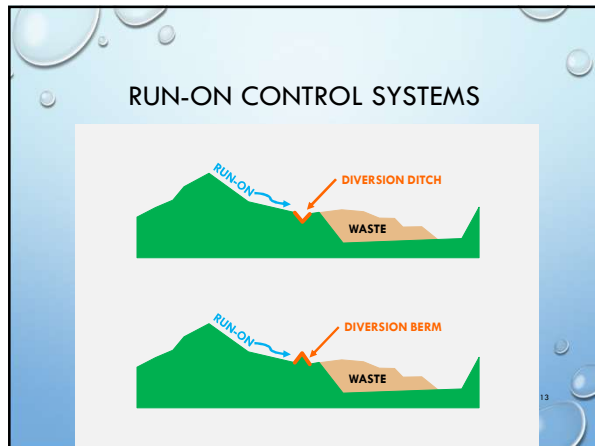 RUN-ON CONTROL SYSTEMS
RUN-ON
DIVERSION DITCH
WASTE
RUN-ON
DIVERSION BERM
WASTE
13